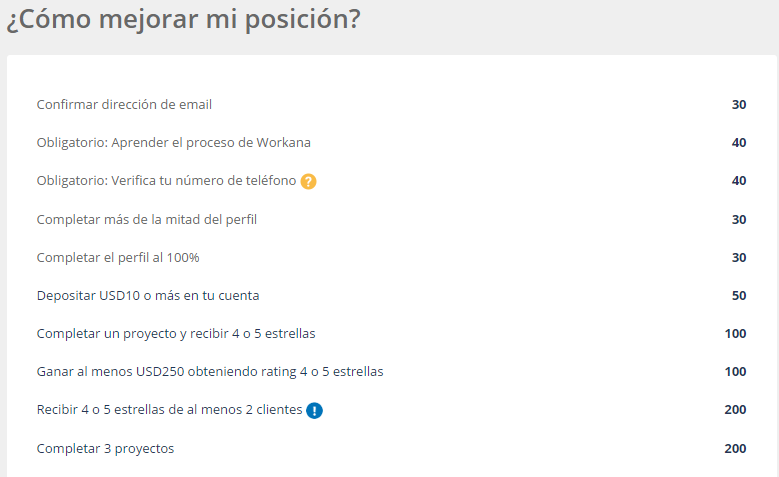 ¿Cómo mejorar mi posición?
Confirmar dirección de email 30
Obligatorio: Aprender el proceso de Workana 40
Obligatorio: Verifica tu número de teléfono ? 40
Completar más de la mitad del perfil 30
Completar el perfil al 100% 30
Depositar USD10 o más en tu cuenta 50
Completar un proyecto y recibir 4 o 5 estrellas 100
Ganar al menos USD250 obteniendo rating 4 o 5 estrellas 100
Recibir 4 o 5 estrellas de al menos 2 clientes ! 200
Completar 3 proyectos 200